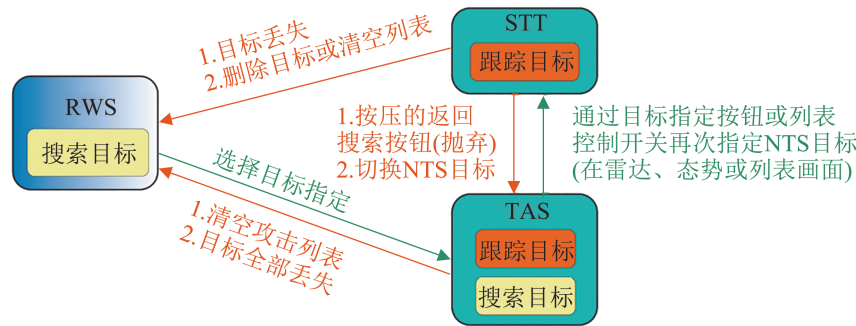 STT
跟踪目标
1.目标丢失
2.删除目标或清空列表
RWS
搜索目标
1.按压的返回
搜索按钮(抛弃)
2.切换NTS目标
通过目标指定按钮或列表
控制开关再次指定NTS目标
(在雷达、态势或列表画面)
选择目标指定
1.清空攻击列表
2.目标全部丢失
TAS
跟踪目标
搜索目标